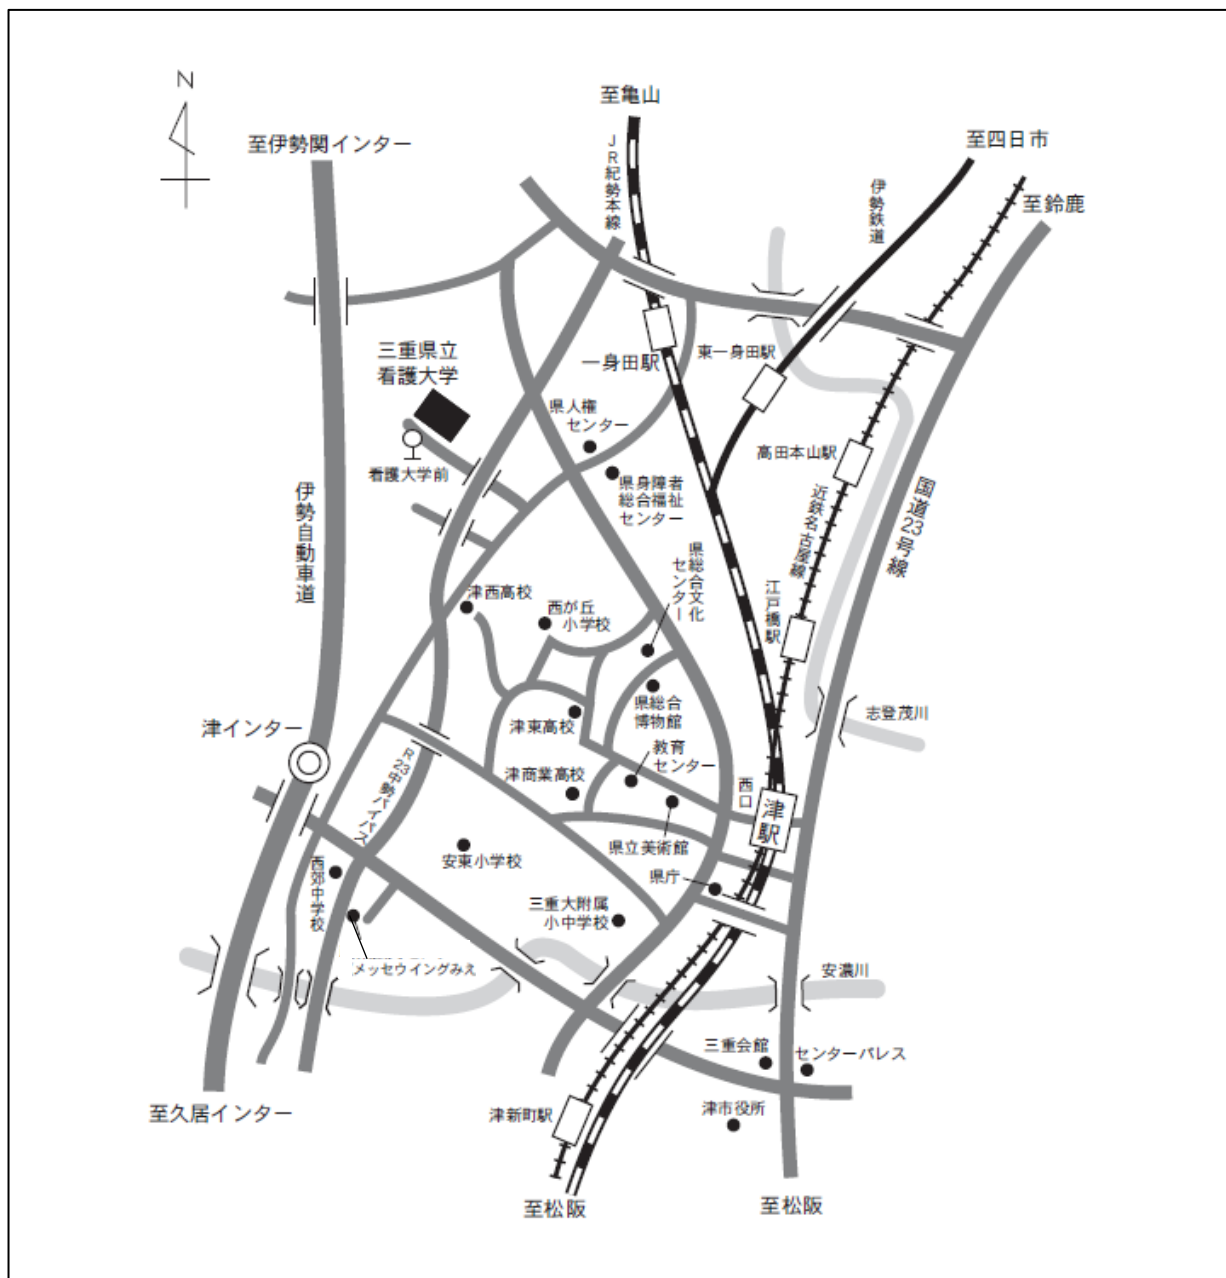 N
至亀山
至伊勢関インター
至四日市
JR紀勢本線
伊勢鉄道
至鈴鹿
三重県立
看護大学
一身田駅
東一身田駅
県人権
センター
看護大学前
高田本山駅
県身障者
総合福祉
センター
伊勢自動車道
近鉄名古屋線
国道23号線
県総合文化
センター
津西高校
西が丘
小学校
江戸橋駅
県総合
博物館
津東高校
志登茂川
津インター
教育
センター
R23中勢バイパス
津商業高校
西口
津駅
県立美術館
安東小学校
県庁
西郊中学校
三重大附属
小中学校
メッセウイングみえ
安濃川
三重会館
センターパレス
至久居インター
津新町駅
津市役所
至松阪
至松阪